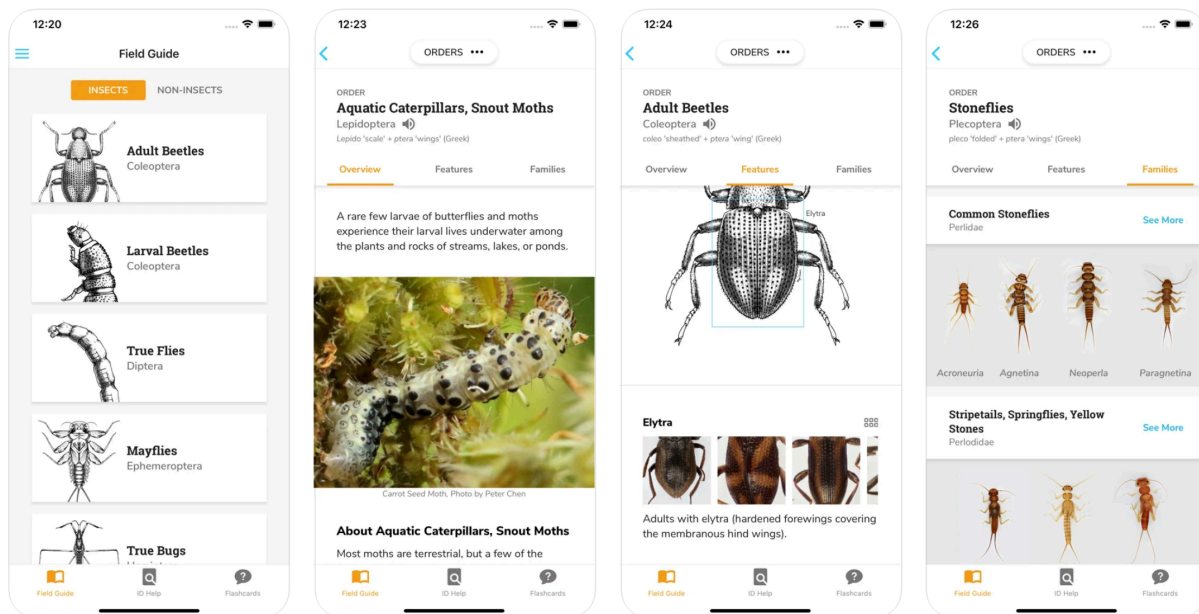 12:20
Field Guide
INSECTS
NON-INSECTS
Adult Beetles
Coleoptera
Larval Beetles
Coleoptera
True Flies
Diptera
Mayflies
Ephemeroptera
True Bugs
Field Guide
ID Help
Flashcards
12:23
ORDERS •••
ORDER
Aquatic Caterpillars, Snout Moths
Lepidoptera
Lepido 'scale' + ptera 'wings' (Greek)
Overview
Features
Families
A rare few larvae of butterflies and moths
experience their larval lives underwater among
the plants and rocks of streams, lakes, or ponds.
Carrot Seed Moth, Photo by Peter Chen
About Aquatic Caterpillars, Snout Moths
Most moths are terrestrial, but a few of the
Field Guide
ID Help
Flashcards
12:24
ORDERS •••
ORDER
Adult Beetles
Coleoptera
coleo 'sheathed' + ptera 'wing' (Greek)
Overview
Features
Families
Elytra
Elytra
Adults with elytra (hardened forewings covering
the membranous hind wings).
Field Guide
ID Help
Flashcards
12:26
ORDERS •••
ORDER
Stoneflies
Plecoptera
pleco 'folded' + ptera 'wings' (Greek)
Overview
Features
Families
Common Stoneflies
Perlidae
See More
Acroneuria
Agnetina
Neoperla
Paragnetina
Stripetails, Springflies, Yellow
Stones
Perlodidae
See More
Field Guide
ID Help
Flashcards